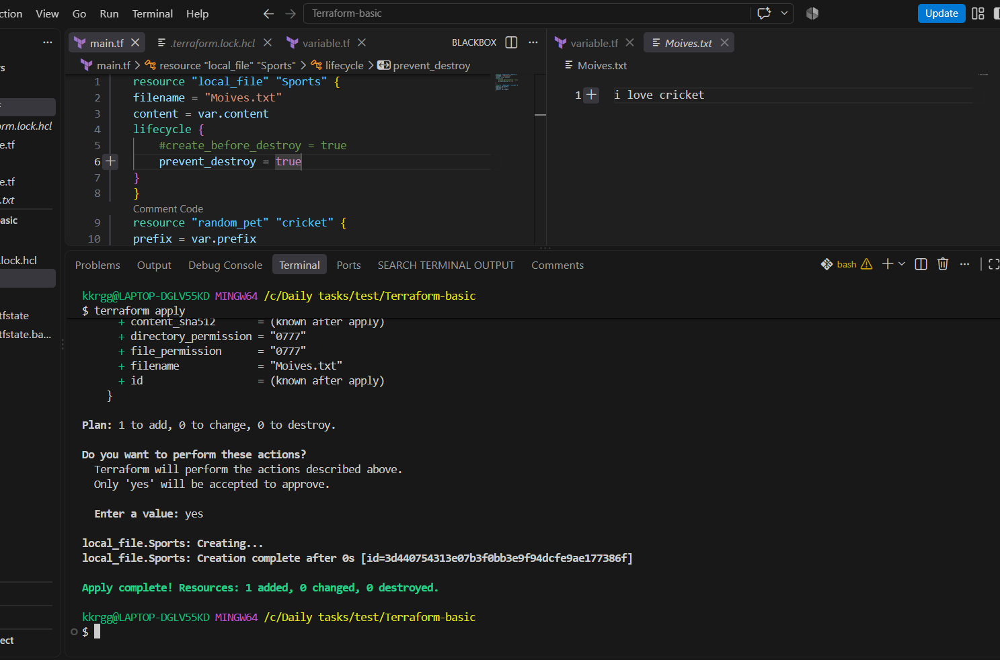 ction View Go Run Terminal Help
Terraform-basic
Update
main.tf
.terraform.lock.hcl
variable.tf
BLACKBOX
variable.tf
Moives.txt
main.tf > resource "local_file" "Sports" > lifecycle > prevent_destroy
Moives.txt
s
f
orm.lock.hcl
e.tf
e.tf
.txt
asic
lock.hcl
tfstate
tfstate.ba...
ect
1 resource "local_file" "Sports" {
2 filename = "Moives.txt"
3 content = var.content
4 lifecycle {
5 #create_before_destroy = true
6 prevent_destroy = true
7 }
8 }
Comment Code
9 resource "random_pet" "cricket" {
10 prefix = var.prefix
1 i love cricket
Problems Output Debug Console Terminal Ports SEARCH TERMINAL OUTPUT Comments
bash
kkrgg@LAPTOP-DGLV55KD MINGW64 /c/Daily tasks/test/Terraform-basic
$ terraform apply
+ content_sha512 = (known after apply)
+ directory_permission = "0777"
+ file_permission = "0777"
+ filename = "Moives.txt"
+ id = (known after apply)
}
Plan: 1 to add, 0 to change, 0 to destroy.
Do you want to perform these actions?
Terraform will perform the actions described above.
Only 'yes' will be accepted to approve.
Enter a value: yes
local_file.Sports: Creating...
local_file.Sports: Creation complete after 0s [id=3d440754313e07b3f0bb3e9f94dcfe9ae177386f]
Apply complete! Resources: 1 added, 0 changed, 0 destroyed.
kkrgg@LAPTOP-DGLV55KD MINGW64 /c/Daily tasks/test/Terraform-basic
$